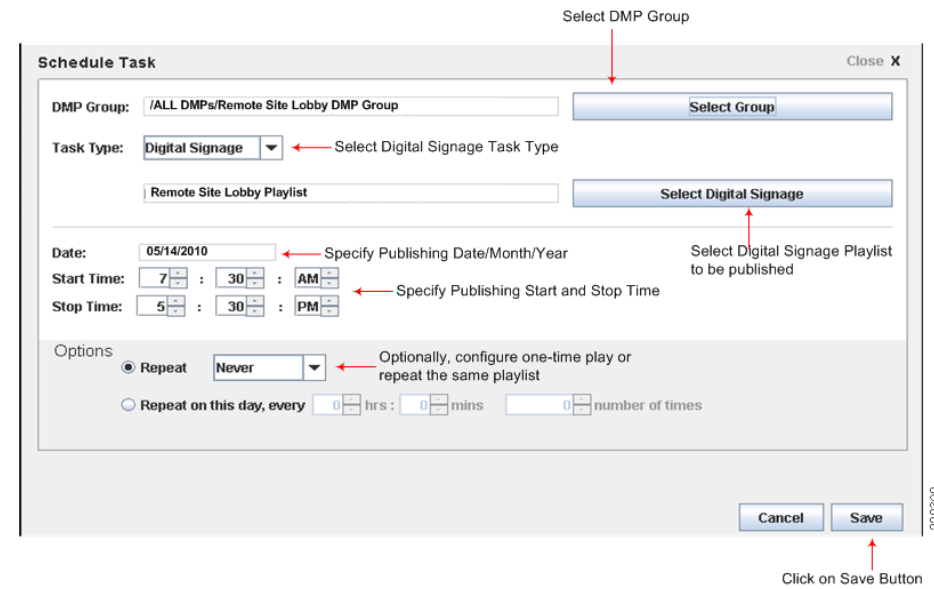 Select DMP Group
Schedule Task
Close X
DMP Group: /ALL DMPs/Remote Site Lobby DMP Group Select Group
Task Type: Digital Signage Select Digital Signage Task Type
Remote Site Lobby Playlist Select Digital Signage
Date: 05/14/2010 Specify Publishing Date/Month/Year
Select Digital Signage Playlist
to be published
Start Time: 7 : 30 : AM
Specify Publishing Start and Stop Time
Stop Time: 5 : 30 : PM
Options
Repeat Never
Optionally, configure one-time play or
repeat the same playlist
Repeat on this day, every 0 hrs : 0 mins 0 number of times
Cancel Save
Click on Save Button